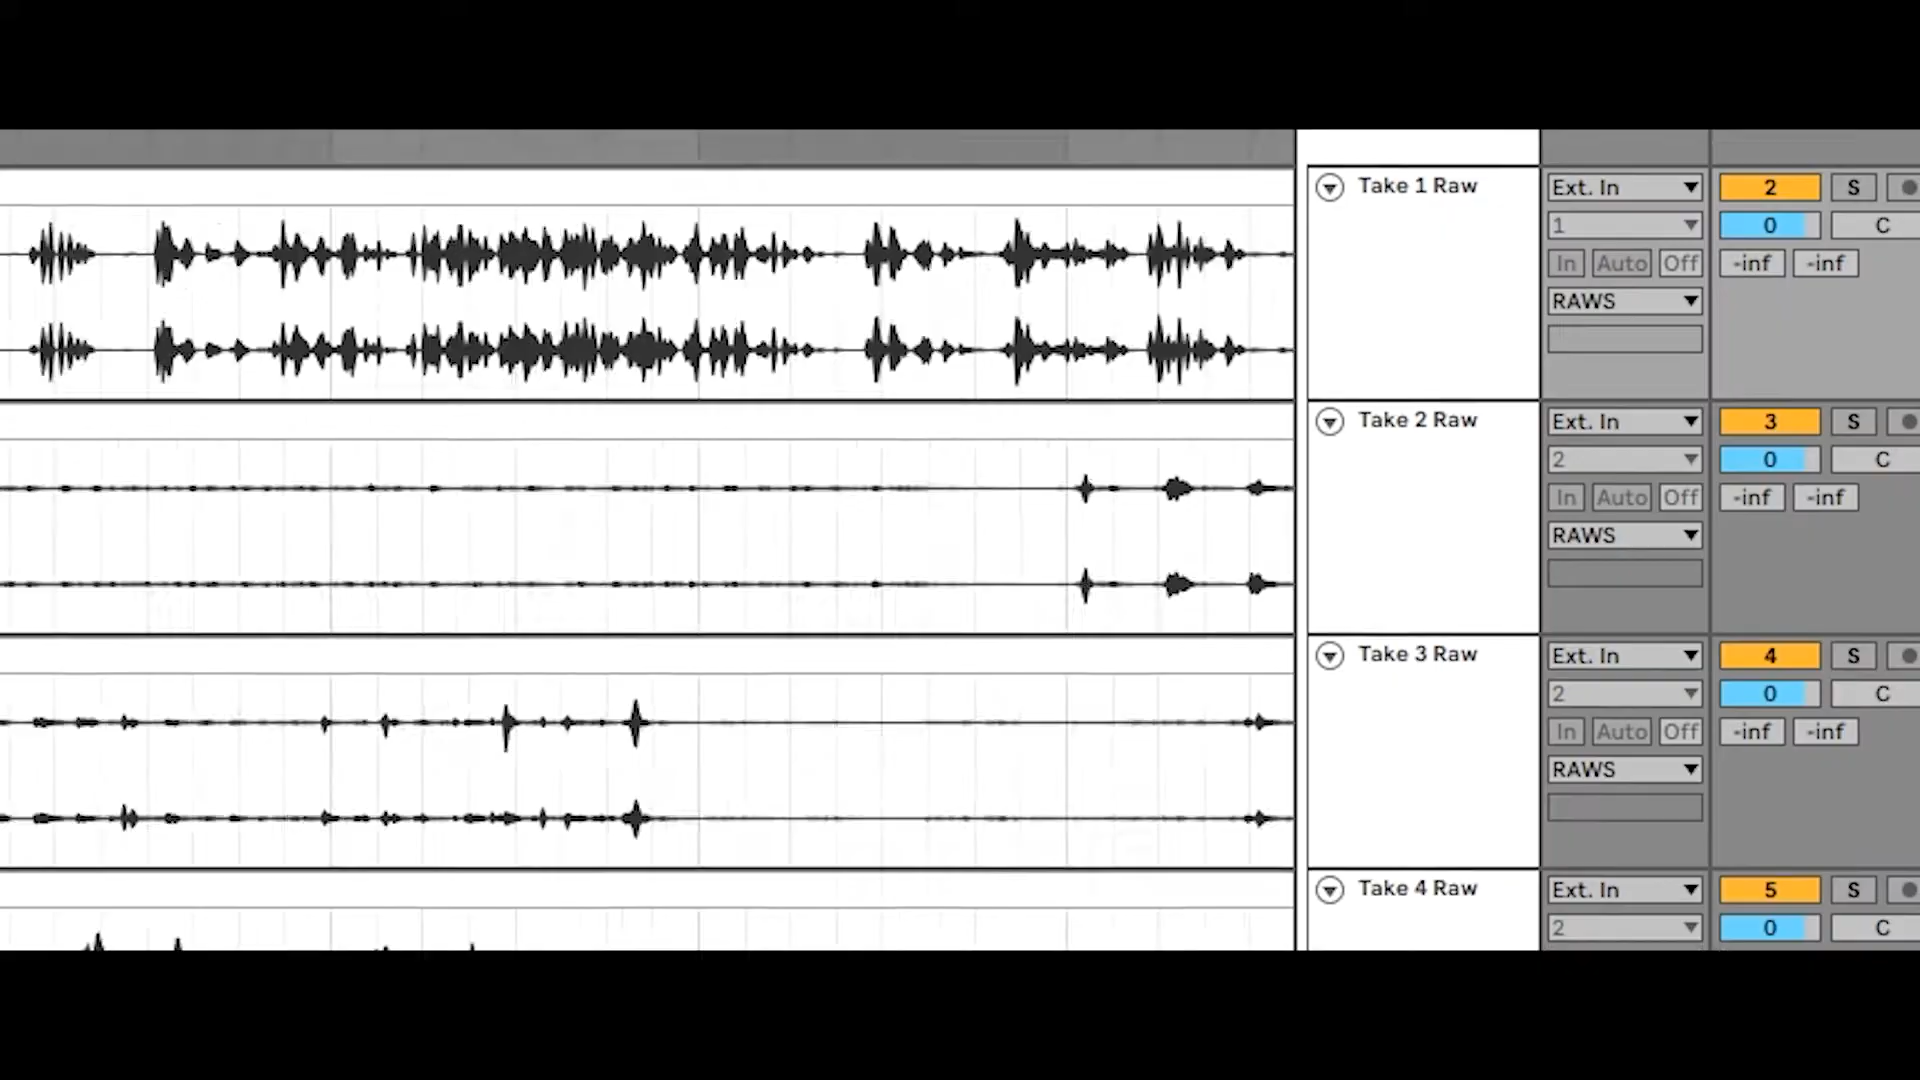 Take 1 Raw Ext. In 2 S
1 0 C
In Auto Off -inf -inf
RAWS
Take 2 Raw Ext. In 3 S
2 0 C
In Auto Off -inf -inf
RAWS
Take 3 Raw Ext. In 4 S
2 0 C
In Auto Off -inf -inf
RAWS
Take 4 Raw Ext. In 5 S
2 0 C